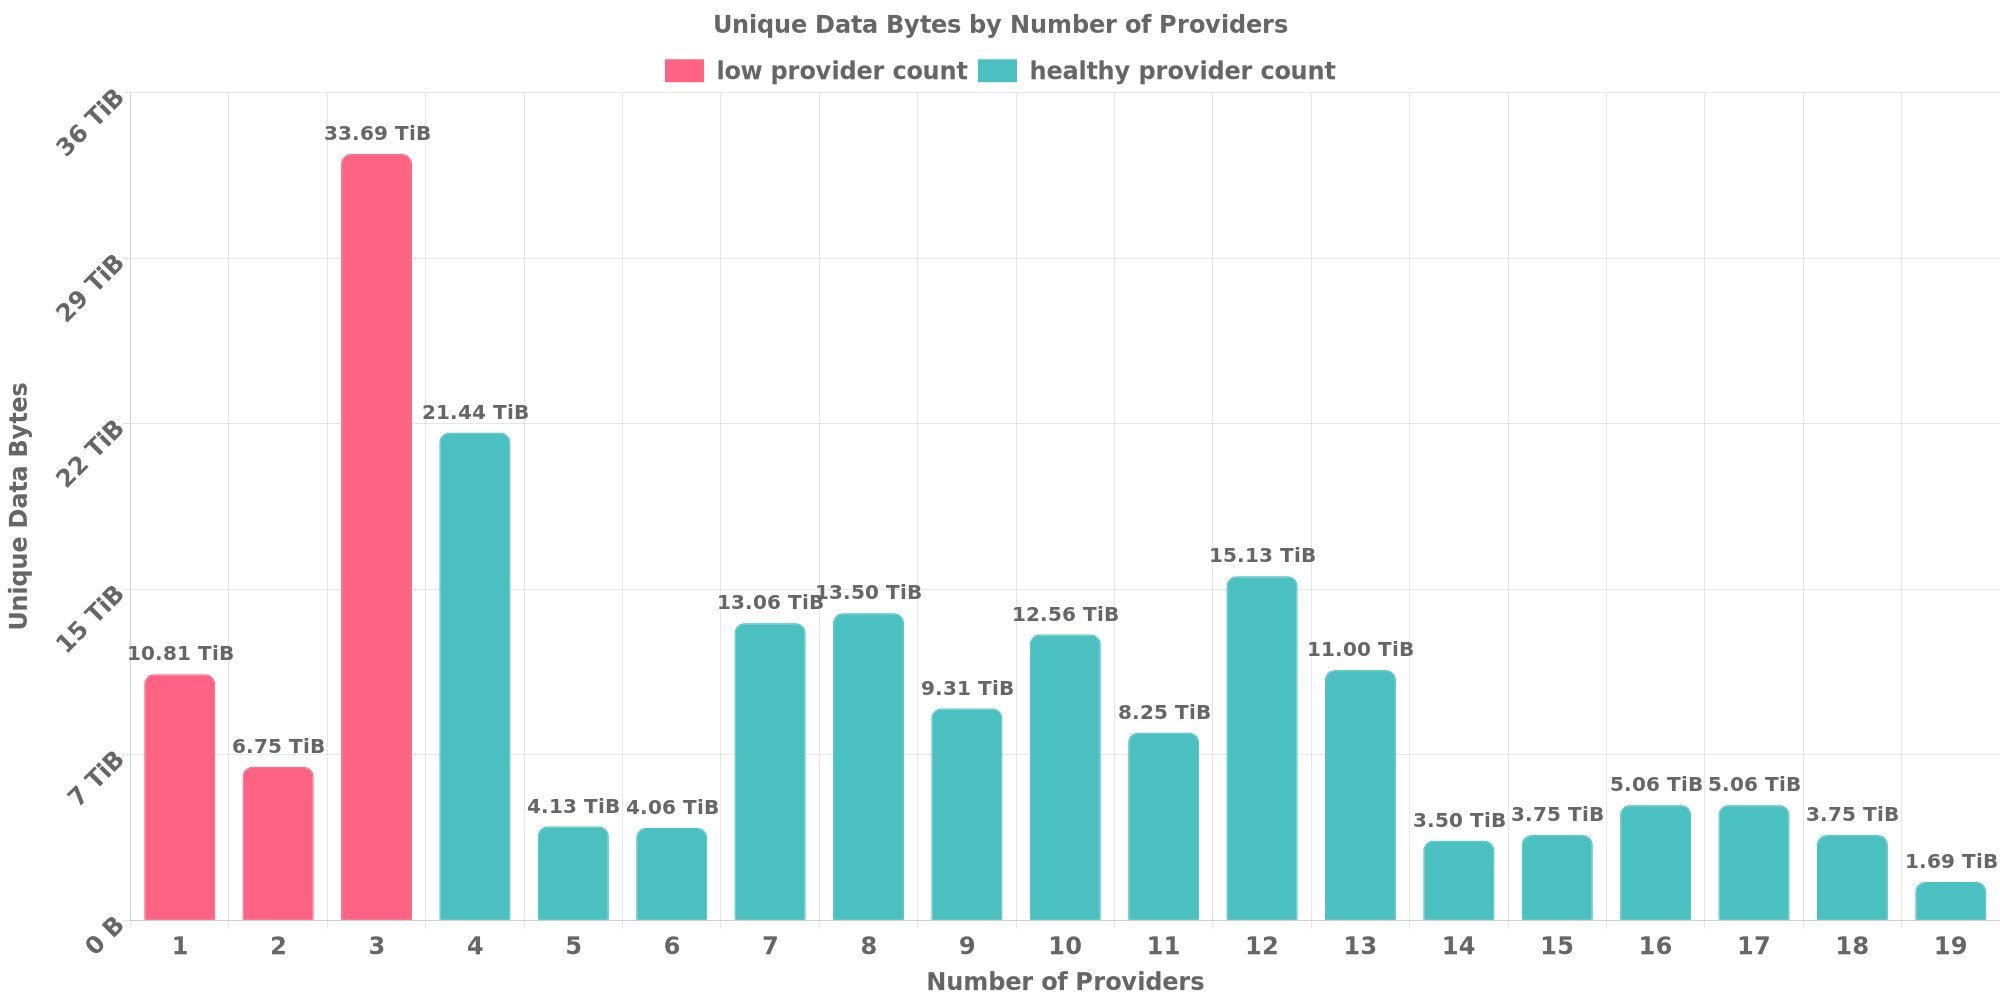 Unique Data Bytes by Number of Providers
low provider count healthy provider count
36 TiB
29 TiB
22 TiB
15 TiB
7 TiB
0 B
Unique Data Bytes
10.81 TiB
6.75 TiB
33.69 TiB
21.44 TiB
4.13 TiB
4.06 TiB
13.06 TiB
13.50 TiB
9.31 TiB
12.56 TiB
8.25 TiB
15.13 TiB
11.00 TiB
3.50 TiB
3.75 TiB
5.06 TiB
5.06 TiB
3.75 TiB
1.69 TiB
1 2 3 4 5 6 7 8 9 10 11 12 13 14 15 16 17 18 19
Number of Providers